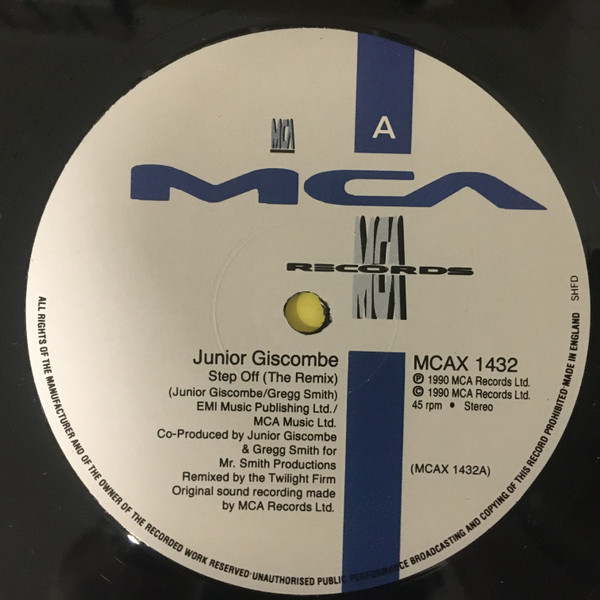 A
MCA
MCA
MCA
RECORDS
Junior Giscombe
Step Off (The Remix)
(Junior Giscombe/Gregg Smith)
EMI Music Publishing Ltd./
MCA Music Ltd.
Co-Produced by Junior Giscombe
& Gregg Smith for
Mr. Smith Productions
Remixed by the Twilight Firm
Original sound recording made
by MCA Records Ltd.
MCAX 1432
℗ 1990 MCA Records Ltd.
© 1990 MCA Records Ltd.
45 rpm • Stereo
(MCAX 1432A)
ALL RIGHTS OF THE MANUFACTURER AND OF THE OWNER OF THE RECORDED WORK RESERVED·UNAUTHORISED PUBLIC PERFORMANCE BROADCASTING AND COPYING OF THIS RECORD PROHIBITED·MADE IN ENGLAND
SHFD